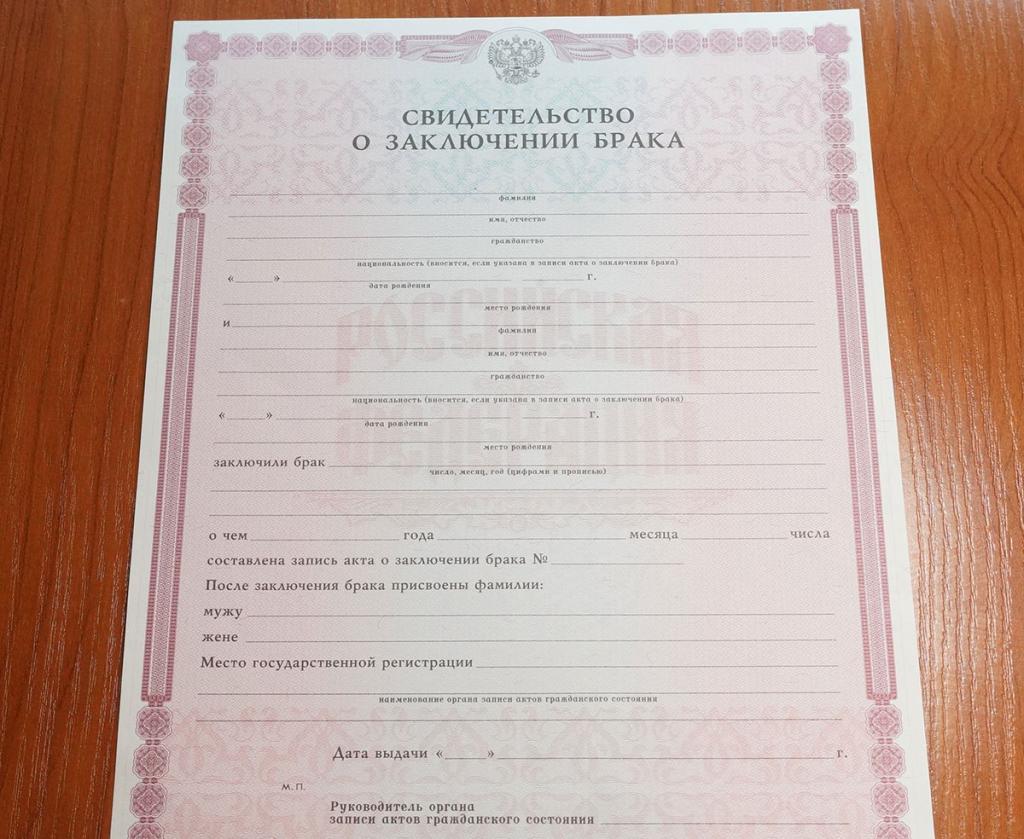 СВИДЕТЕЛЬСТВО
О ЗАКЛЮЧЕНИИ БРАКА
фамилия
имя, отчество
гражданство
национальность (вносится, если указана в записи акта о заключении брака)
« » г.
дата рождения
место рождения
и
фамилия
имя, отчество
гражданство
национальность (вносится, если указана в записи акта о заключении брака)
« » г.
дата рождения
место рождения
заключили брак
число, месяц, год (цифрами и прописью)
о чем года месяца числа
составлена запись акта о заключении брака №
После заключения брака присвоены фамилии:
мужу
жене
Место государственной регистрации
наименование органа записи актов гражданского состояния
Дата выдачи « » г.
М.П.
Руководитель органа
записи актов гражданского состояния